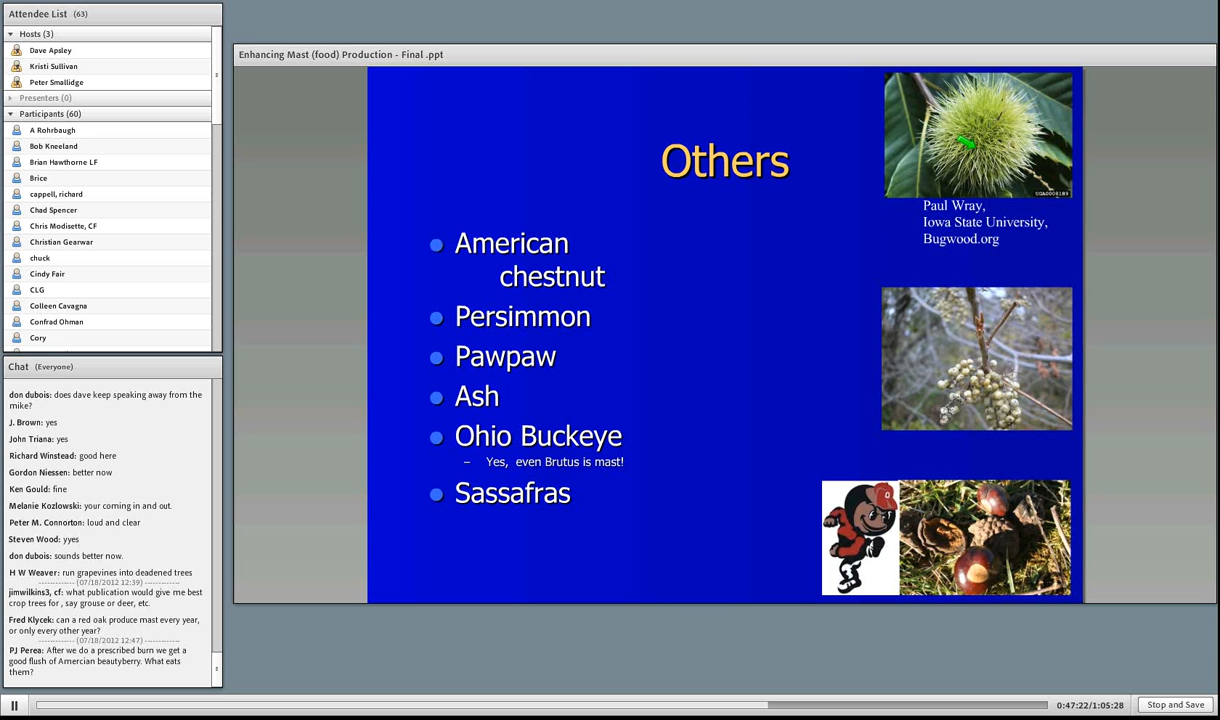 Attendee List (63)
Hosts (3)
Dave Apsley
Kristi Sullivan
Peter Smallidge
Presenters (0)
Participants (60)
A Rohrbaugh
Bob Kneeland
Brian Hawthorne LF
Brice
cappell, richard
Chad Spencer
Chris Modisette, CF
Christian Gearwar
chuck
Cindy Fair
CLG
Colleen Cavagna
Confrad Ohman
Cory
Chat (Everyone)
don dubois: does dave keep speaking away from the
mike?
J. Brown: yes
John Triana: yes
Richard Winstead: good here
Gordon Niessen: better now
Ken Gould: fine
Melanie Kozlowski: your coming in and out.
Peter M. Connorton: loud and clear
Steven Wood: yyes
don dubois: sounds better now.
H W Weaver: run grapevines into deadened trees
------------ (07/18/2012 12:39) ------------
jimwilkins3, cf: what publication would give me best
crop trees for , say grouse or deer, etc.
Fred Klycek: can a red oak produce mast every year,
or only every other year?
------------ (07/18/2012 12:47) ------------
PJ Perea: After we do a prescribed burn we get a
good flush of Amercian beautyberry. What eats
them?
Enhancing Mast (food) Production - Final .ppt
Others
American
chestnut
Persimmon
Pawpaw
Ash
Ohio Buckeye
– Yes, even Brutus is mast!
Sassafras
Paul Wray,
Iowa State University,
Bugwood.org
0:47:22/1:05:28
Stop and Save